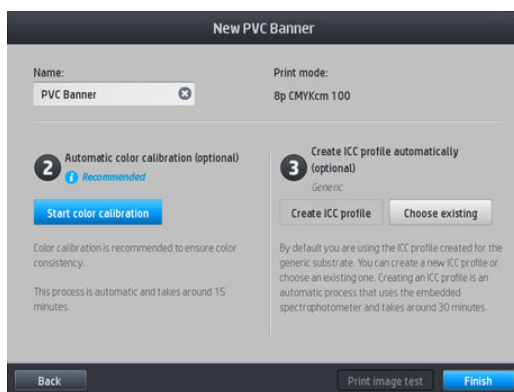 New PVC Banner
Name:
PVC Banner
Print mode:
8p CMYKcm 100
2
Automatic color calibration (optional)
i Recommended
Start color calibration
Color calibration is recommended to ensure color
consistency.
This process is automatic and takes around 15
minutes.
3
Create ICC profile automatically
(optional)
Generic
Create ICC profile
Choose existing
By default you are using the ICC profile created for the
generic substrate. You can create a new ICC profile or
choose an existing one. Creating an ICC profile is an
automatic process that uses the embedded
spectrophotometer and takes around 30 minutes.
Back
Print image test
Finish